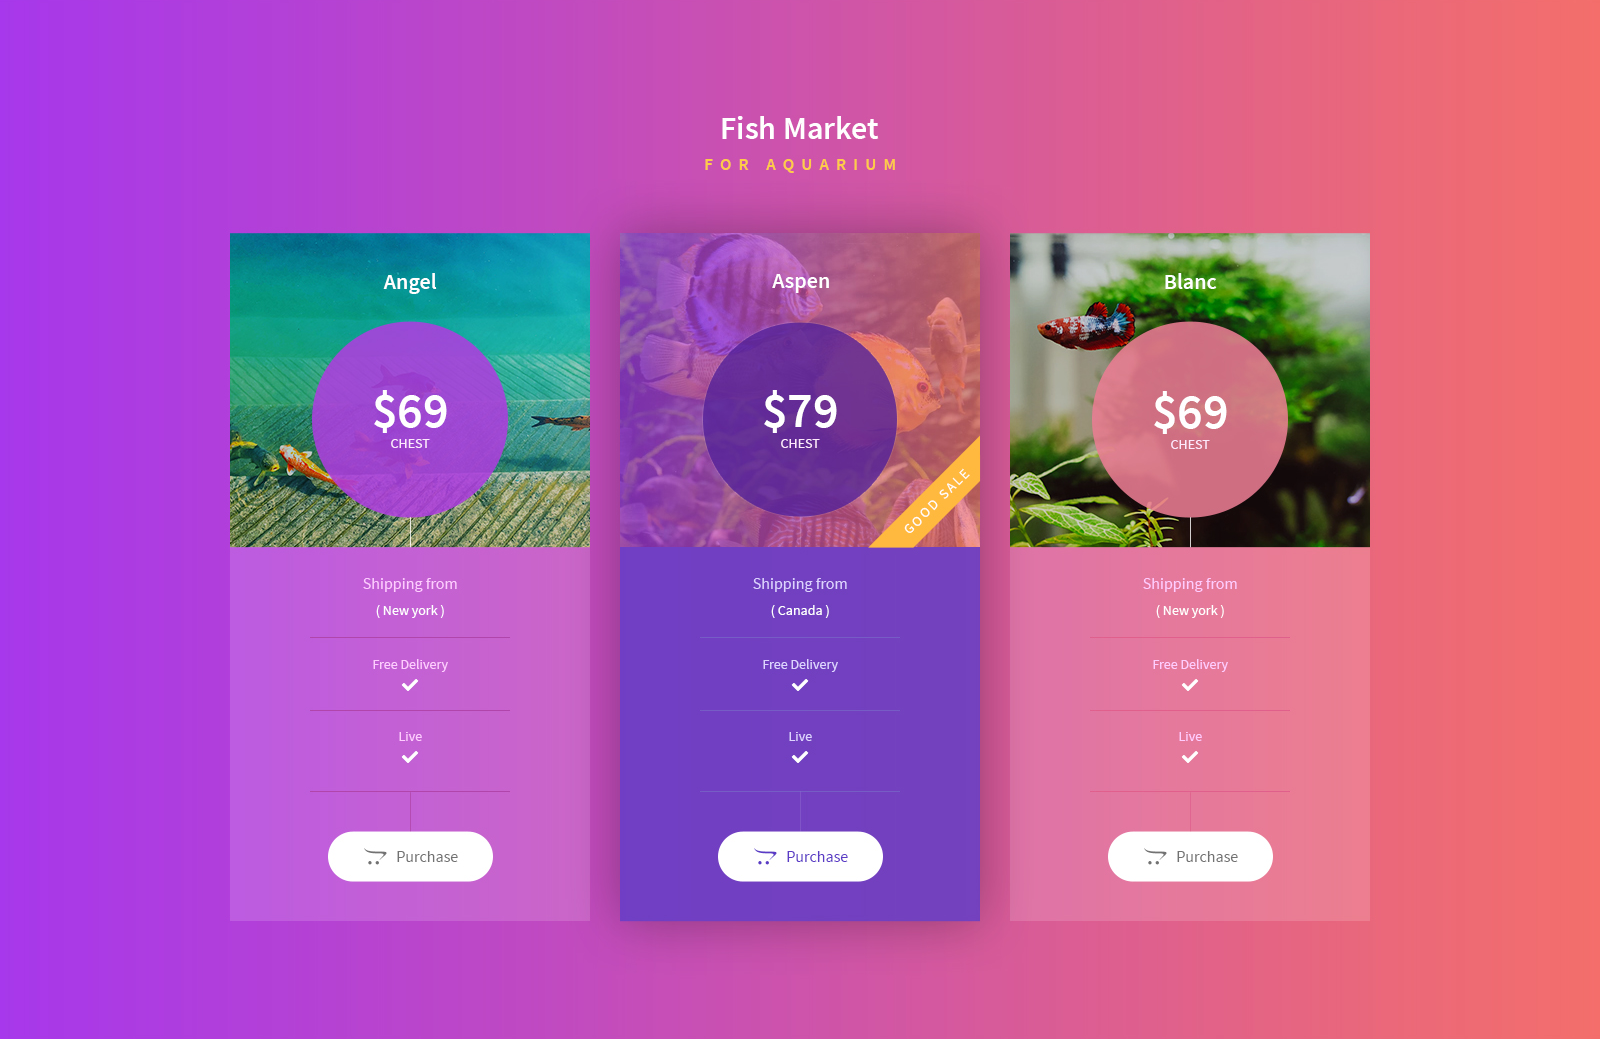 Fish Market
FOR AQUARIUM
Angel
$69
CHEST
Shipping from
( New york )
Free Delivery
Live
Purchase
Aspen
$79
CHEST
GOOD SALE
Shipping from
( Canada )
Free Delivery
Live
Purchase
Blanc
$69
CHEST
Shipping from
( New york )
Free Delivery
Live
Purchase